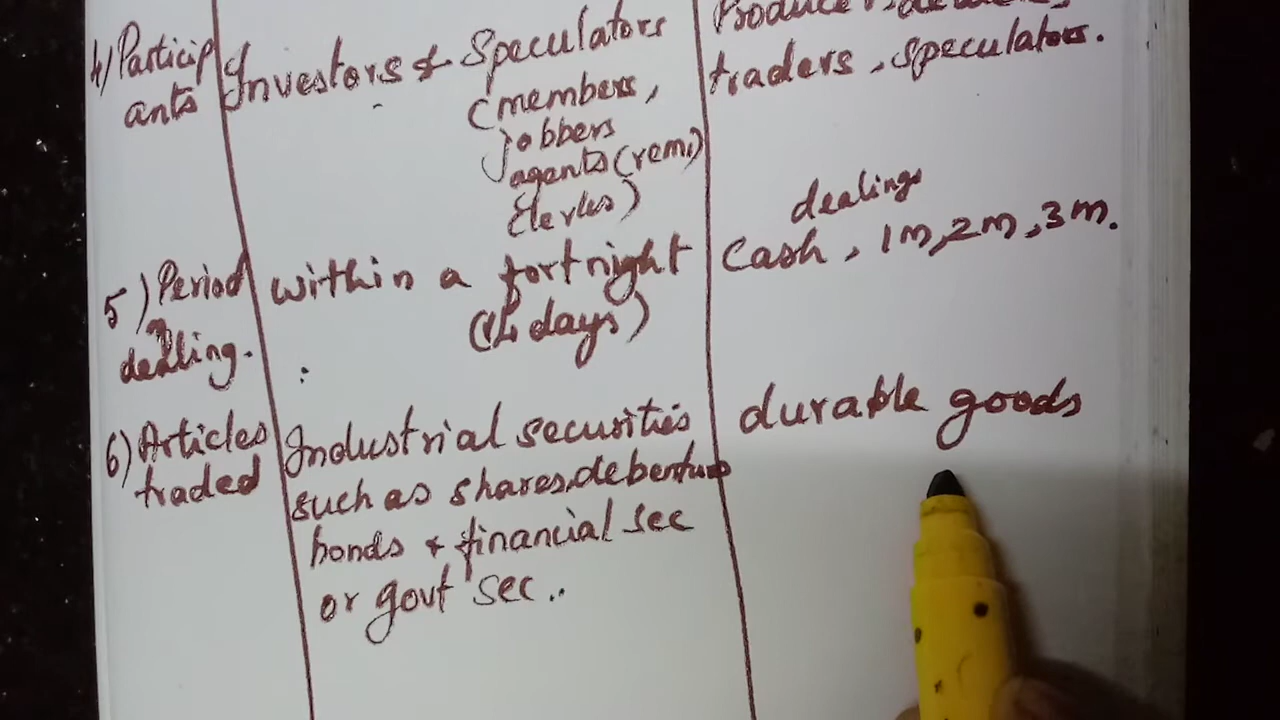 4) Particip
ants
Investors & Speculators
(members,
jobbers
agents (remi
Clerks)
Produce
traders, speculators.
5) Period
of
dealing.
within a fortnight
(14 days)
dealings
Cash, 1m, 2m, 3m.
6) Articles
traded
Industrial securities
such as shares, debentures
bonds & financial sec
or govt sec..
durable goods